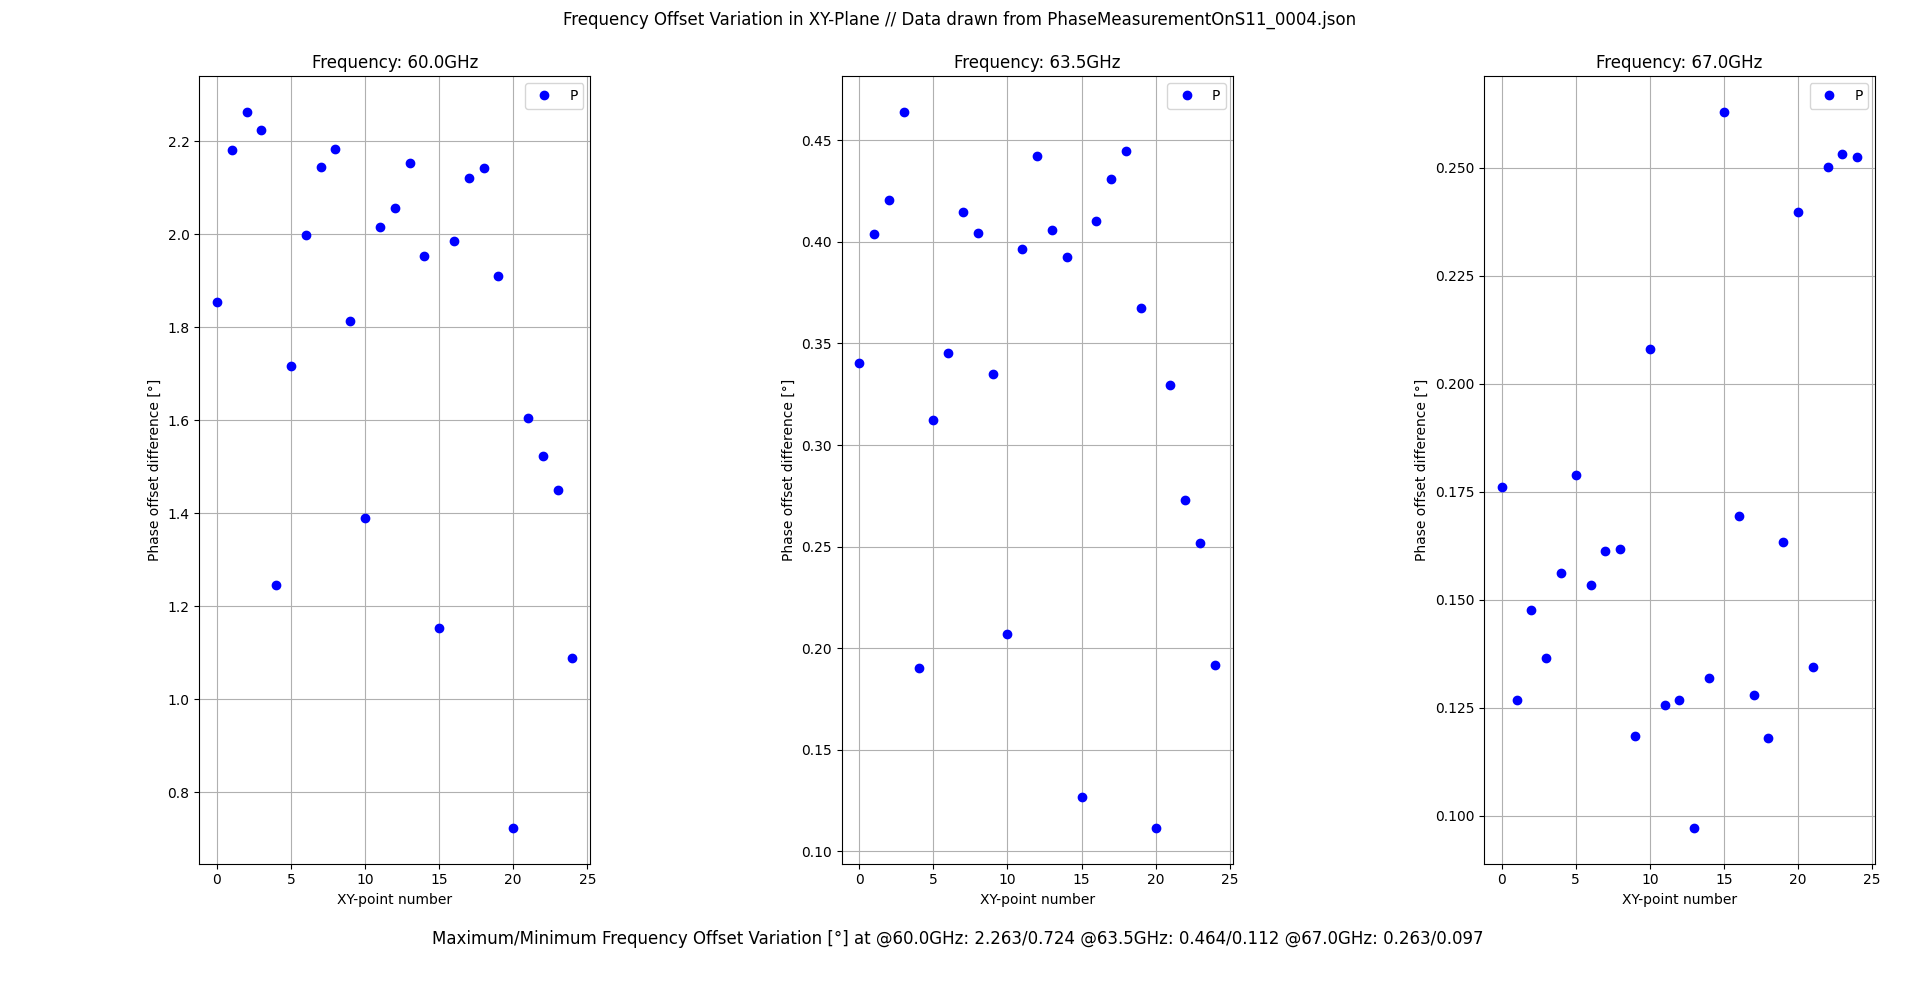 Frequency Offset Variation in XY-Plane // Data drawn from PhaseMeasurementOnS11_0004.json
Frequency: 60.0GHz
P
2.2
2.0
1.8
1.6
1.4
1.2
1.0
0.8
Phase offset difference [°]
0 5 10 15 20 25
XY-point number
Frequency: 63.5GHz
P
0.45
0.40
0.35
0.30
0.25
0.20
0.15
0.10
Phase offset difference [°]
0 5 10 15 20 25
XY-point number
Frequency: 67.0GHz
P
0.250
0.225
0.200
0.175
0.150
0.125
0.100
Phase offset difference [°]
0 5 10 15 20 25
XY-point number
Maximum/Minimum Frequency Offset Variation [°] at @60.0GHz: 2.263/0.724 @63.5GHz: 0.464/0.112 @67.0GHz: 0.263/0.097